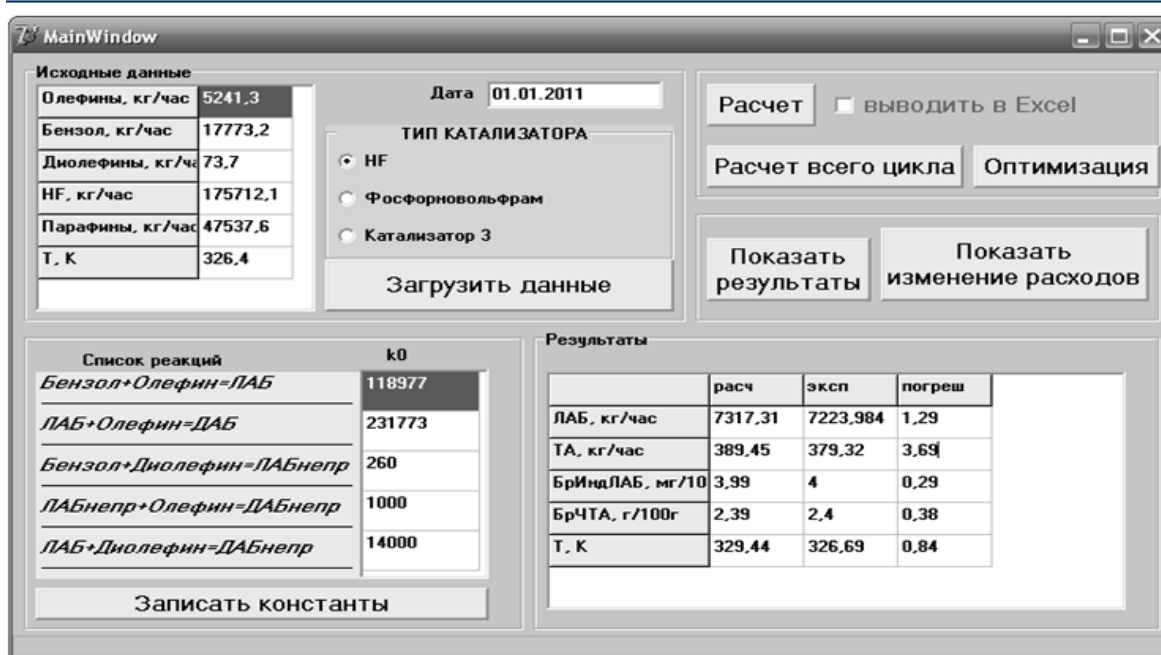 MainWindow
Исходные данные
Олефины, кг/час 5241,3
Бензол, кг/час 17773,2
Диолефины, кг/ча 73,7
HF, кг/час 175712,1
Парафины, кг/час 47537,6
Т, К 326,4
Дата 01.01.2011
ТИП КАТАЛИЗАТОРА
HF
Фосфорновольфрам
Катализатор 3
Загрузить данные
Расчет выводить в Excel
Расчет всего цикла Оптимизация
Показать результаты
Показать изменение расходов
Список реакций k0
Бензол+Олефин=ЛАБ 118977
ЛАБ+Олефин=ДАБ 231773
Бензол+Диолефин=ЛАБнепр 260
ЛАБнепр+Олефин=ДАБнепр 1000
ЛАБ+Диолефин=ДАБнепр 14000
Записать константы
Результаты
расч эксп погреш
ЛАБ, кг/час 7317,31 7223,984 1,29
ТА, кг/час 389,45 379,32 3,69
БрИндЛАБ, мг/10 3,99 4 0,29
БрЧТА, г/100г 2,39 2,4 0,38
Т, К 329,44 326,69 0,84